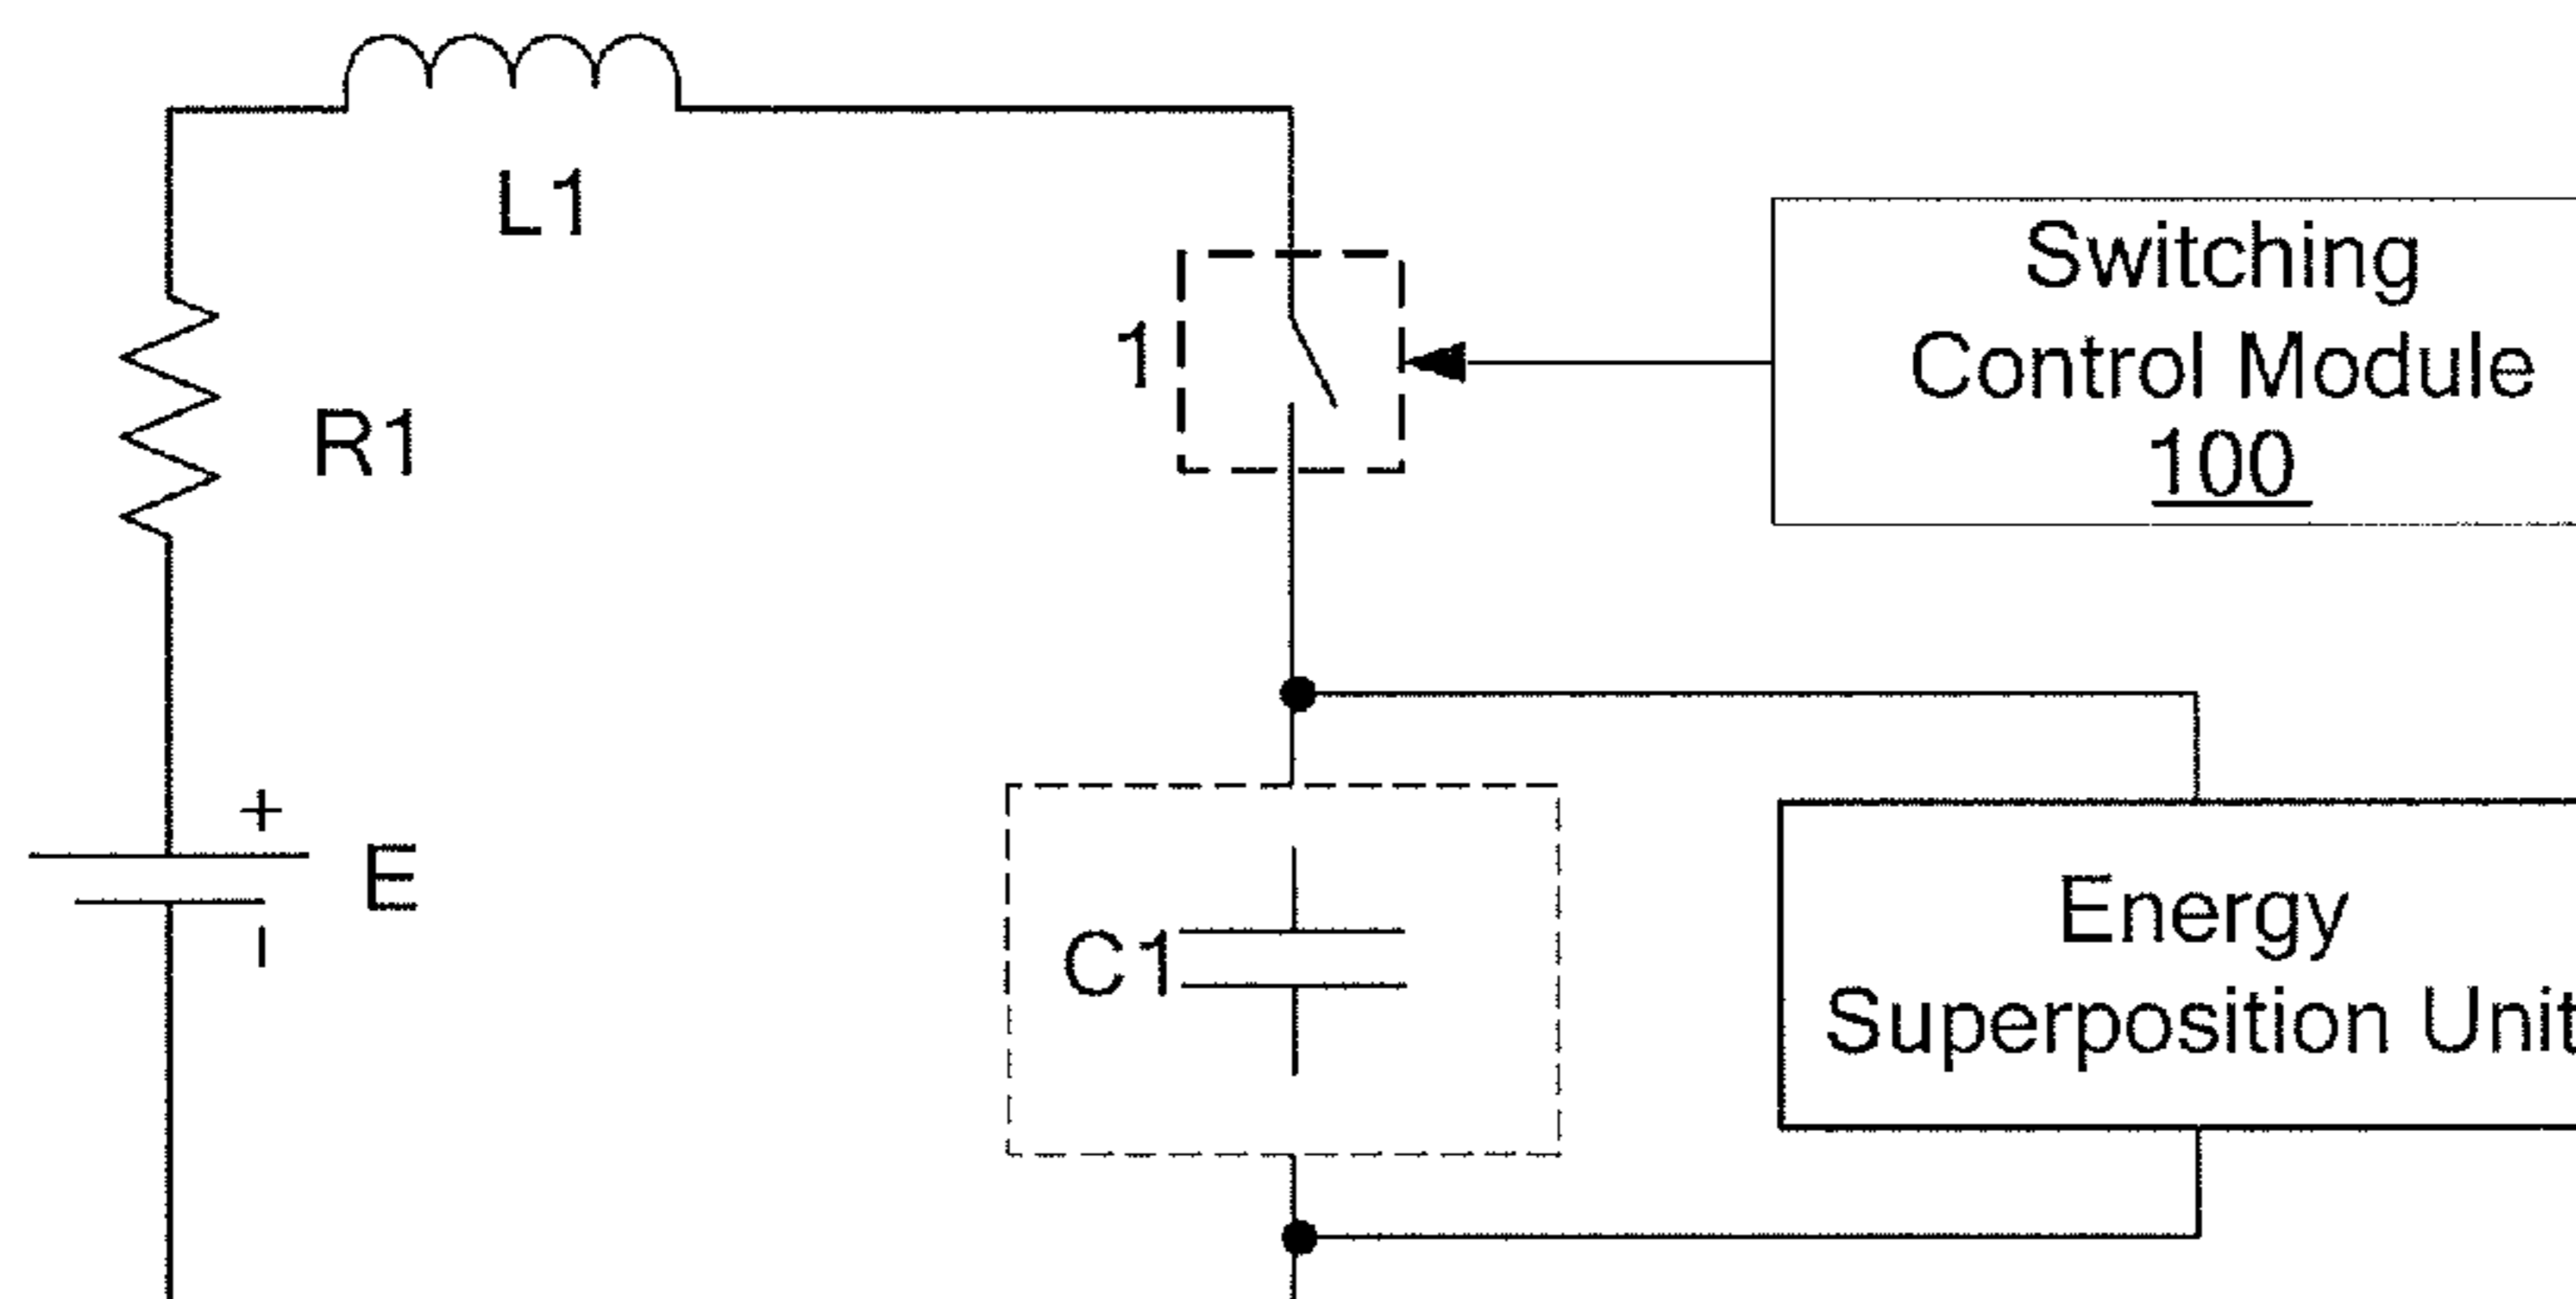 L1
Switching
Control Module
100
1
R1
+
E
−
C1
Energy
Superposition Unit